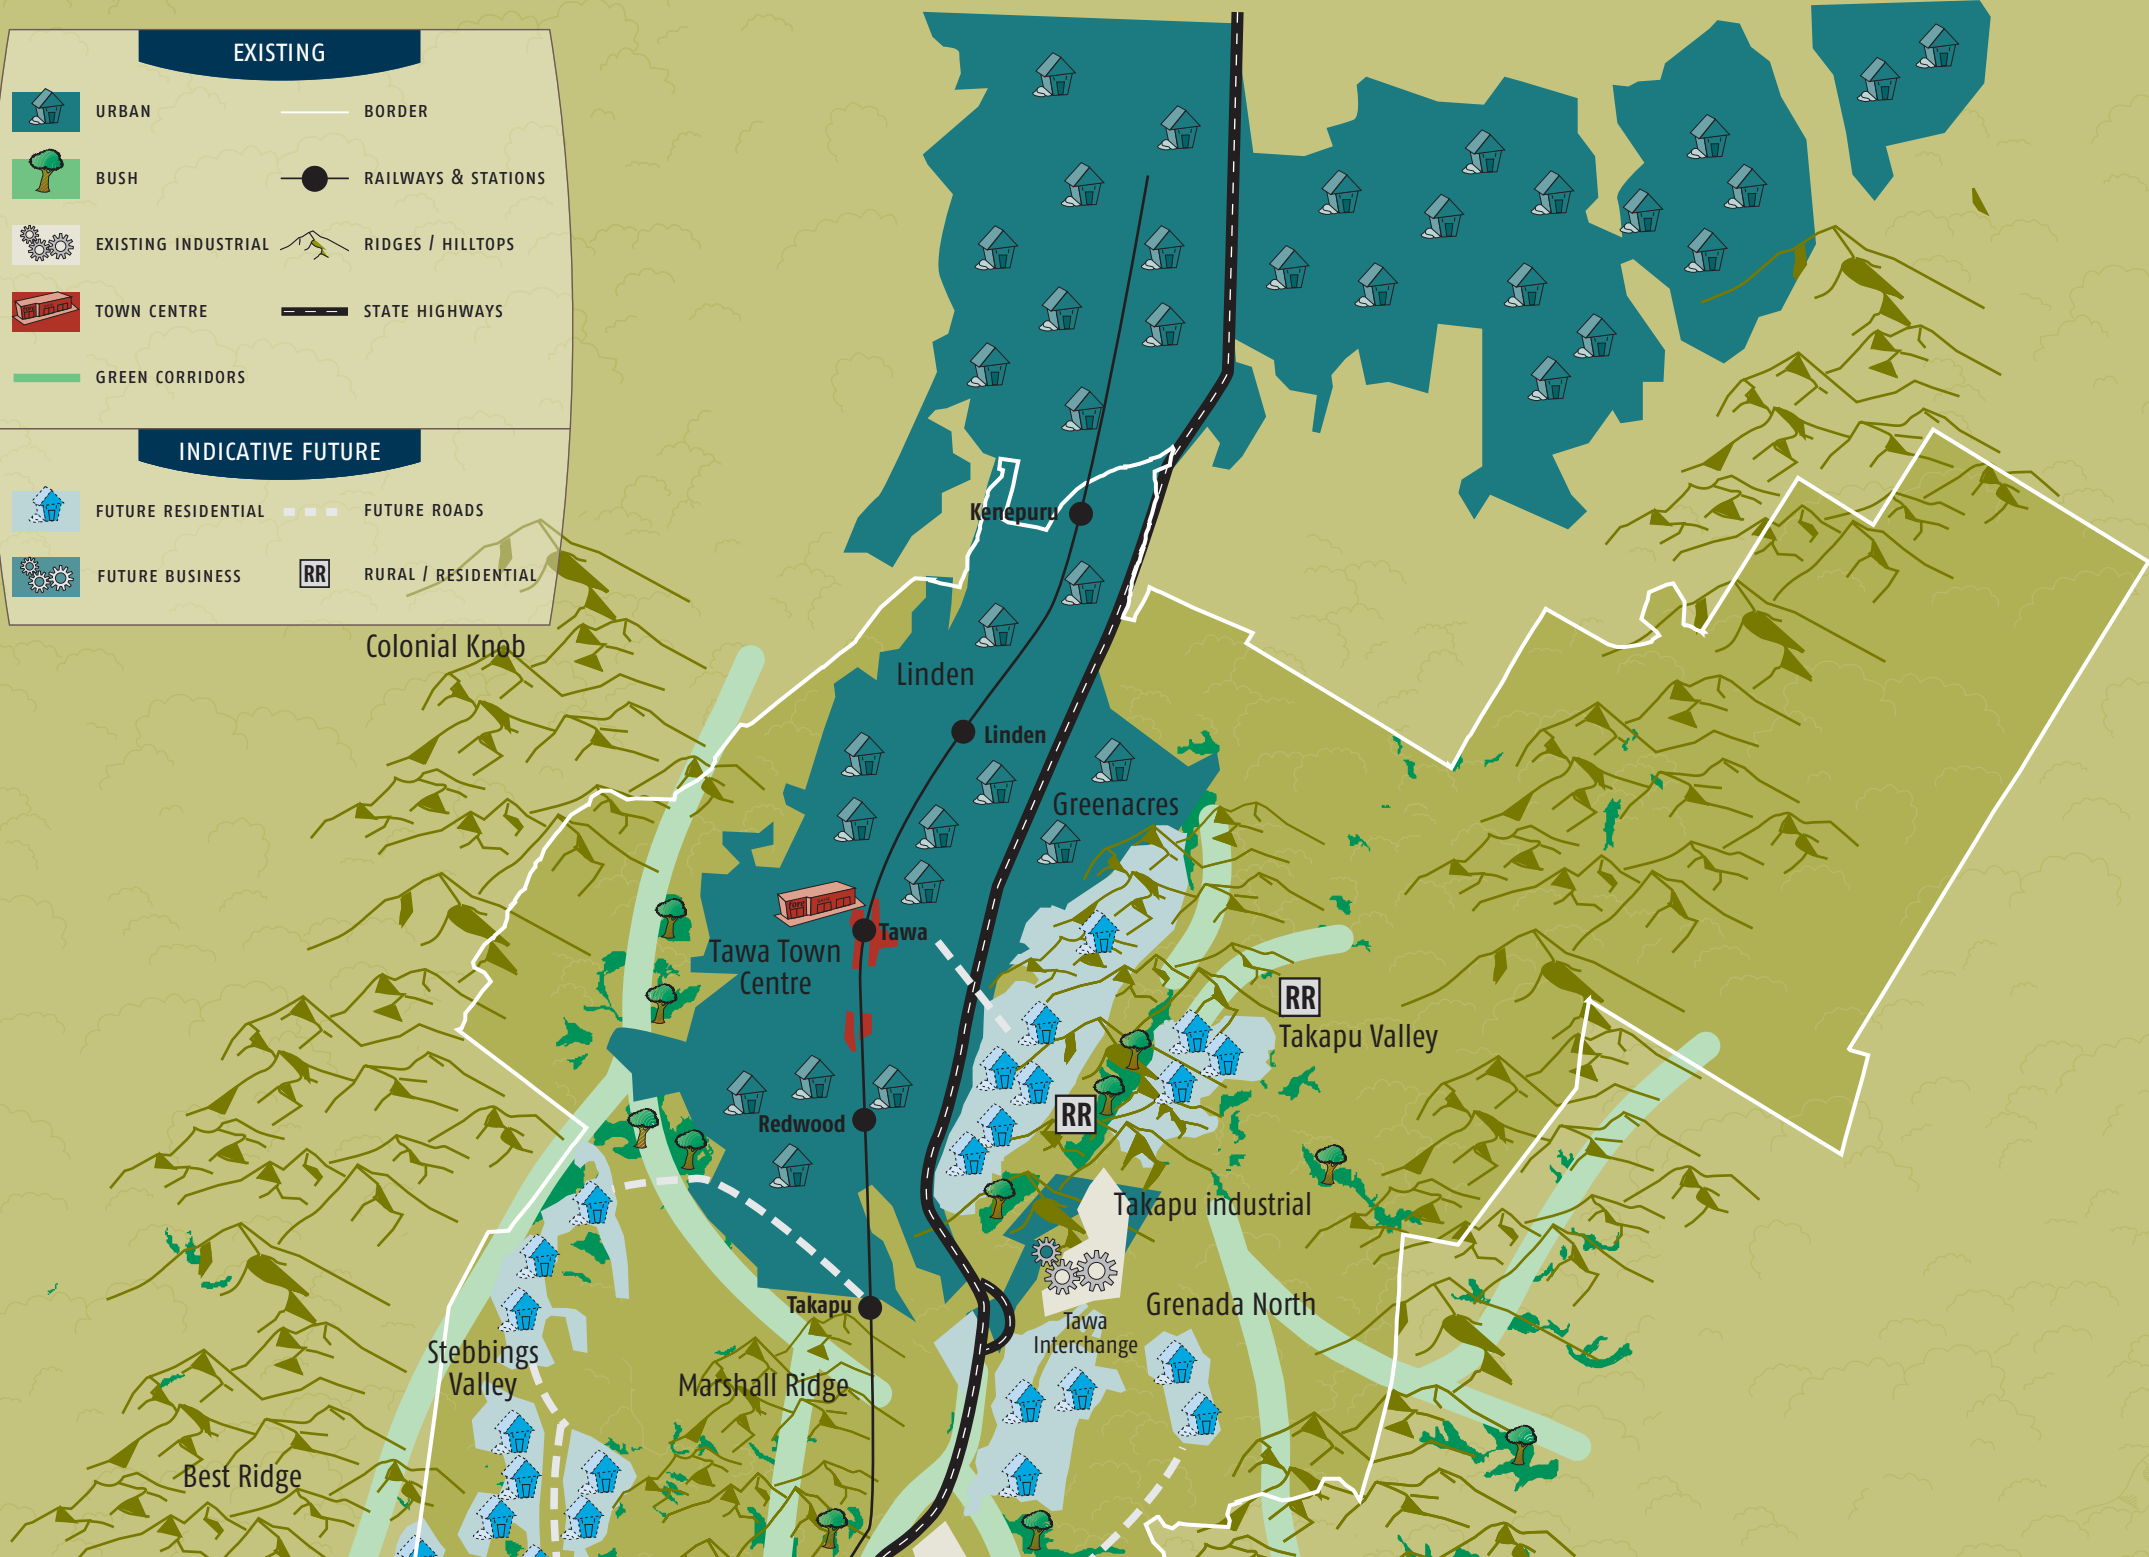 EXISTING
URBAN
BORDER
BUSH
RAILWAYS & STATIONS
EXISTING INDUSTRIAL
RIDGES / HILLTOPS
TOWN CENTRE
STATE HIGHWAYS
GREEN CORRIDORS
INDICATIVE FUTURE
FUTURE RESIDENTIAL
FUTURE ROADS
FUTURE BUSINESS
RR
RURAL / RESIDENTIAL
Kenepuru
Colonial Knob
Linden
Linden
Greenacres
Tawa
Tawa Town
Centre
RR
Takapu Valley
RR
Redwood
Takapu industrial
Takapu
Grenada North
Tawa
Interchange
Stebbings
Valley
Marshall Ridge
Best Ridge